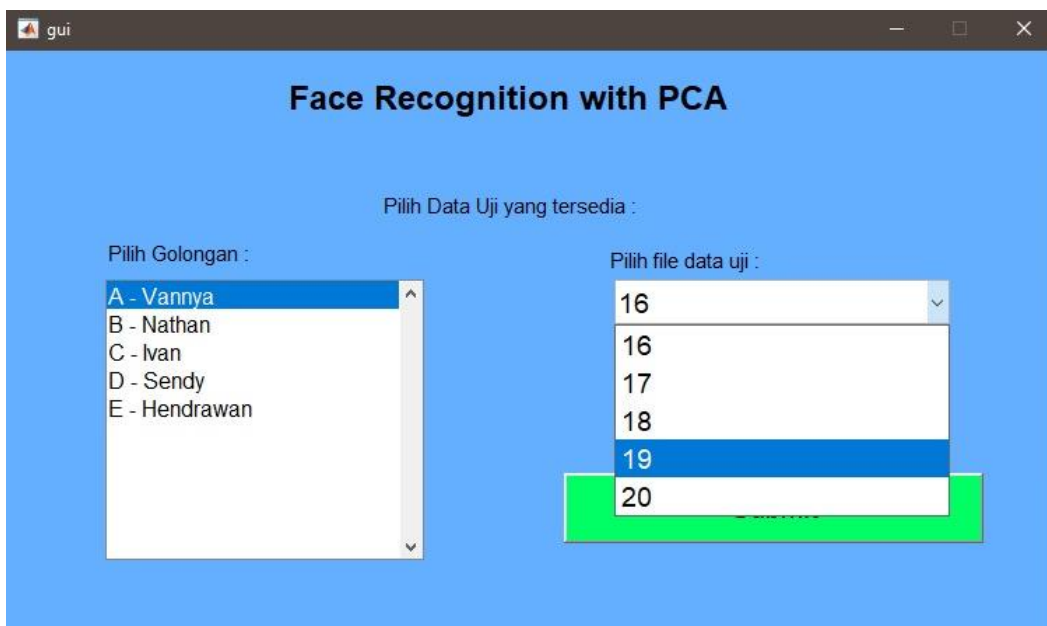 gui
Face Recognition with PCA
Pilih Data Uji yang tersedia :
Pilih Golongan :
A - Vannya
B - Nathan
C - Ivan
D - Sendy
E - Hendrawan
Pilih file data uji :
16
16
17
18
19
20